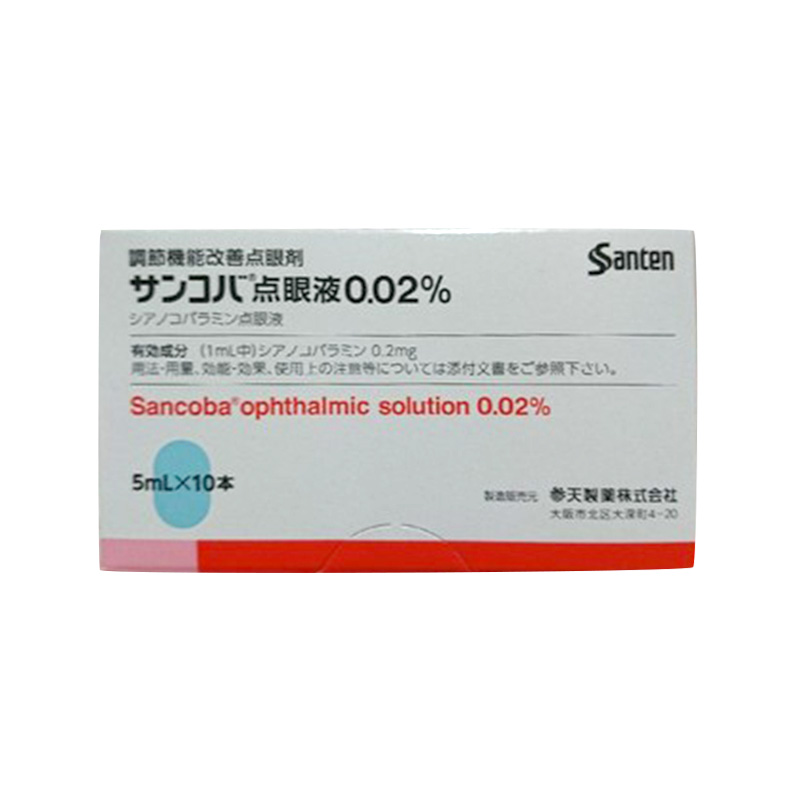 調節機能改善点眼剤
Santen
サンコバ®点眼液0.02%
シアノコバラミン点眼液
有効成分 (1mL中)シアノコバラミン 0.2mg
用法・用量、効能・効果、使用上の注意等については添付文書をご参照下さい。
Sancoba®ophthalmic solution 0.02%
5mL×10本
製造販売元 参天製薬株式会社
大阪市北区大深町4-20